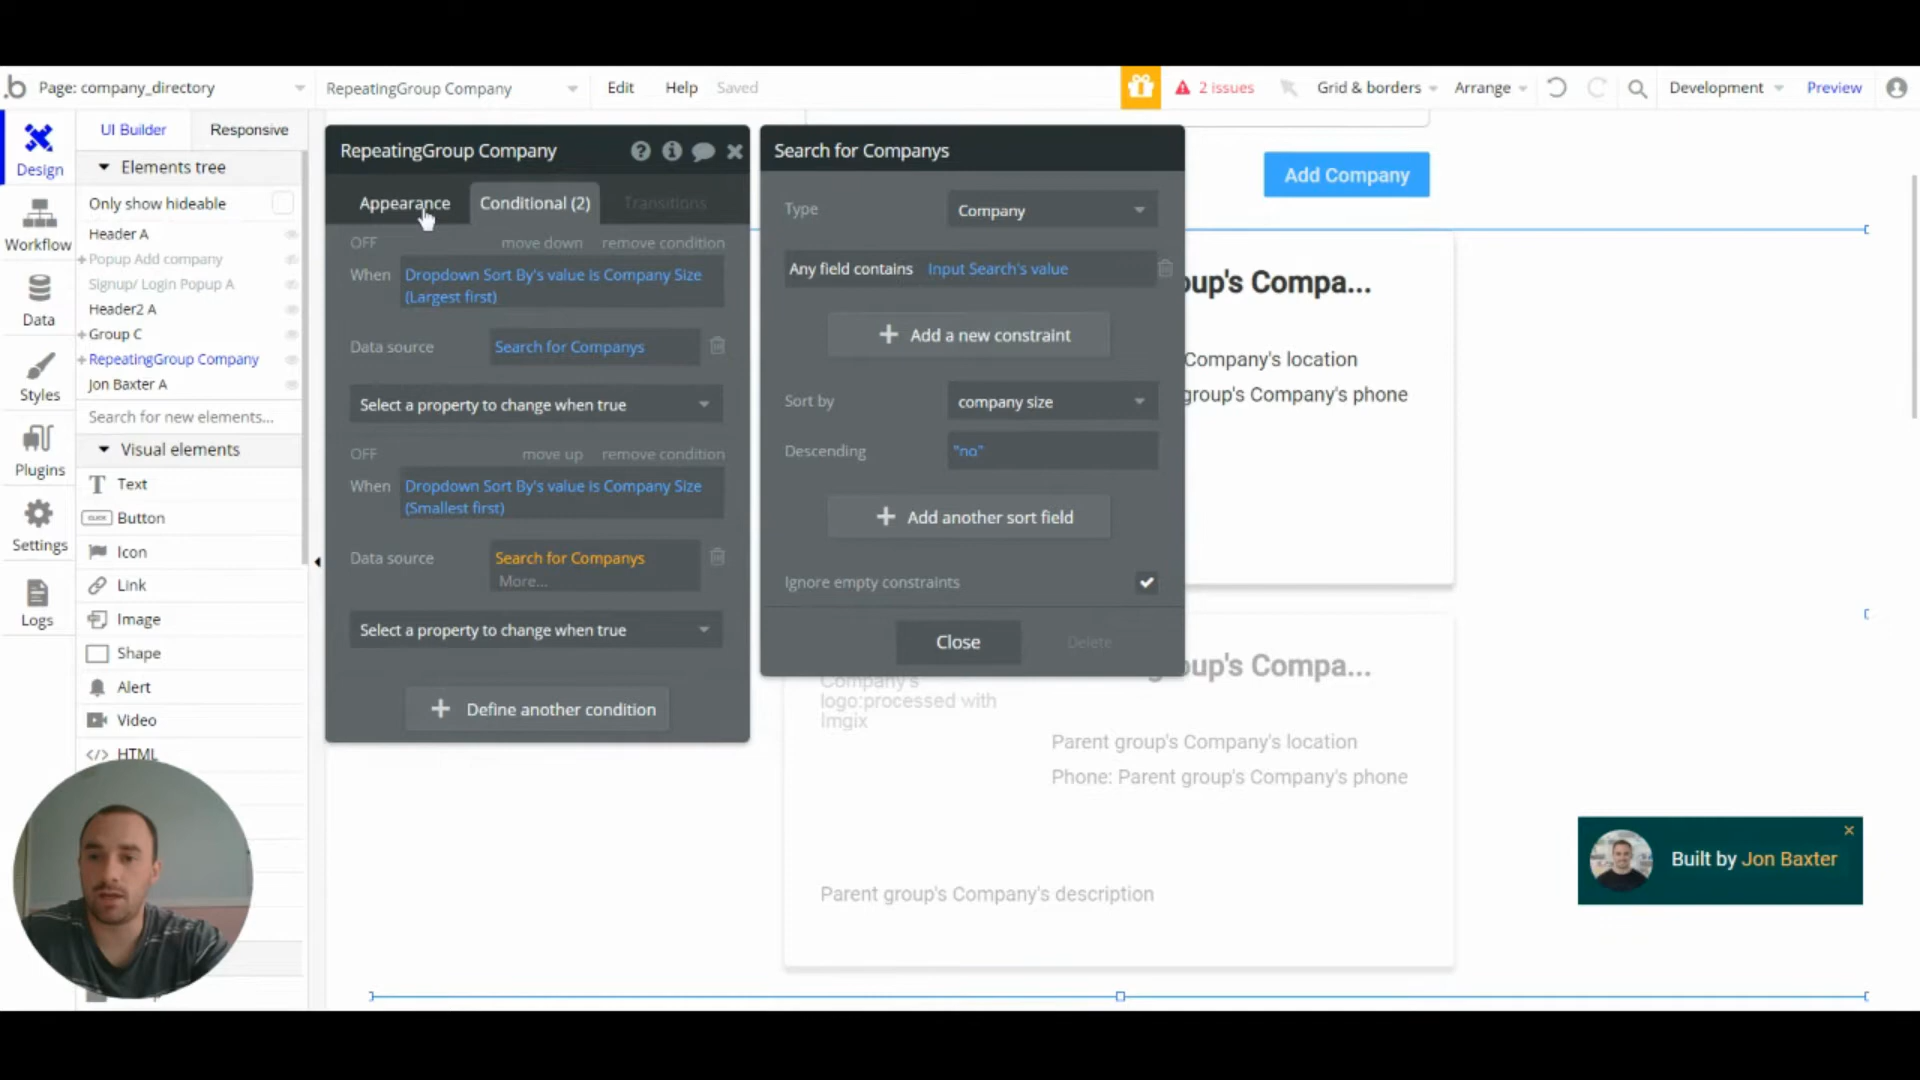 Page: company_directory
RepeatingGroup Company
Edit
Help
Saved
2 issues
Grid & borders
Arrange
Development
Preview
Design
Workflow
Data
Styles
Plugins
Settings
Logs
UI Builder
Responsive
Elements tree
Only show hideable
Header A
Popup Add company
Signup/ Login Popup A
Header2 A
Group C
RepeatingGroup Company
Jon Baxter A
Search for new elements...
Visual elements
Text
CLICK Button
Icon
Link
Image
Shape
Alert
Video
</> HTML
RepeatingGroup Company
Appearance
Conditional (2)
Transitions
OFF
move down
remove condition
When
Dropdown Sort By's value is Company Size
(Largest first)
Data source
Search for Companys
Select a property to change when true
OFF
move up
remove condition
When
Dropdown Sort By's value is Company Size
(Smallest first)
Data source
Search for Companys
More...
Select a property to change when true
+ Define another condition
Search for Companys
Type
Company
Any field contains
Input Search's value
+ Add a new constraint
Sort by
company size
Descending
"no"
+ Add another sort field
Ignore empty constraints
Close
Delete
Add Company
oup's Compa...
Company's location
group's Company's phone
group's Compa...
Company's
logo:processed with
Imgix
Parent group's Company's location
Phone: Parent group's Company's phone
Parent group's Company's description
Built by Jon Baxter